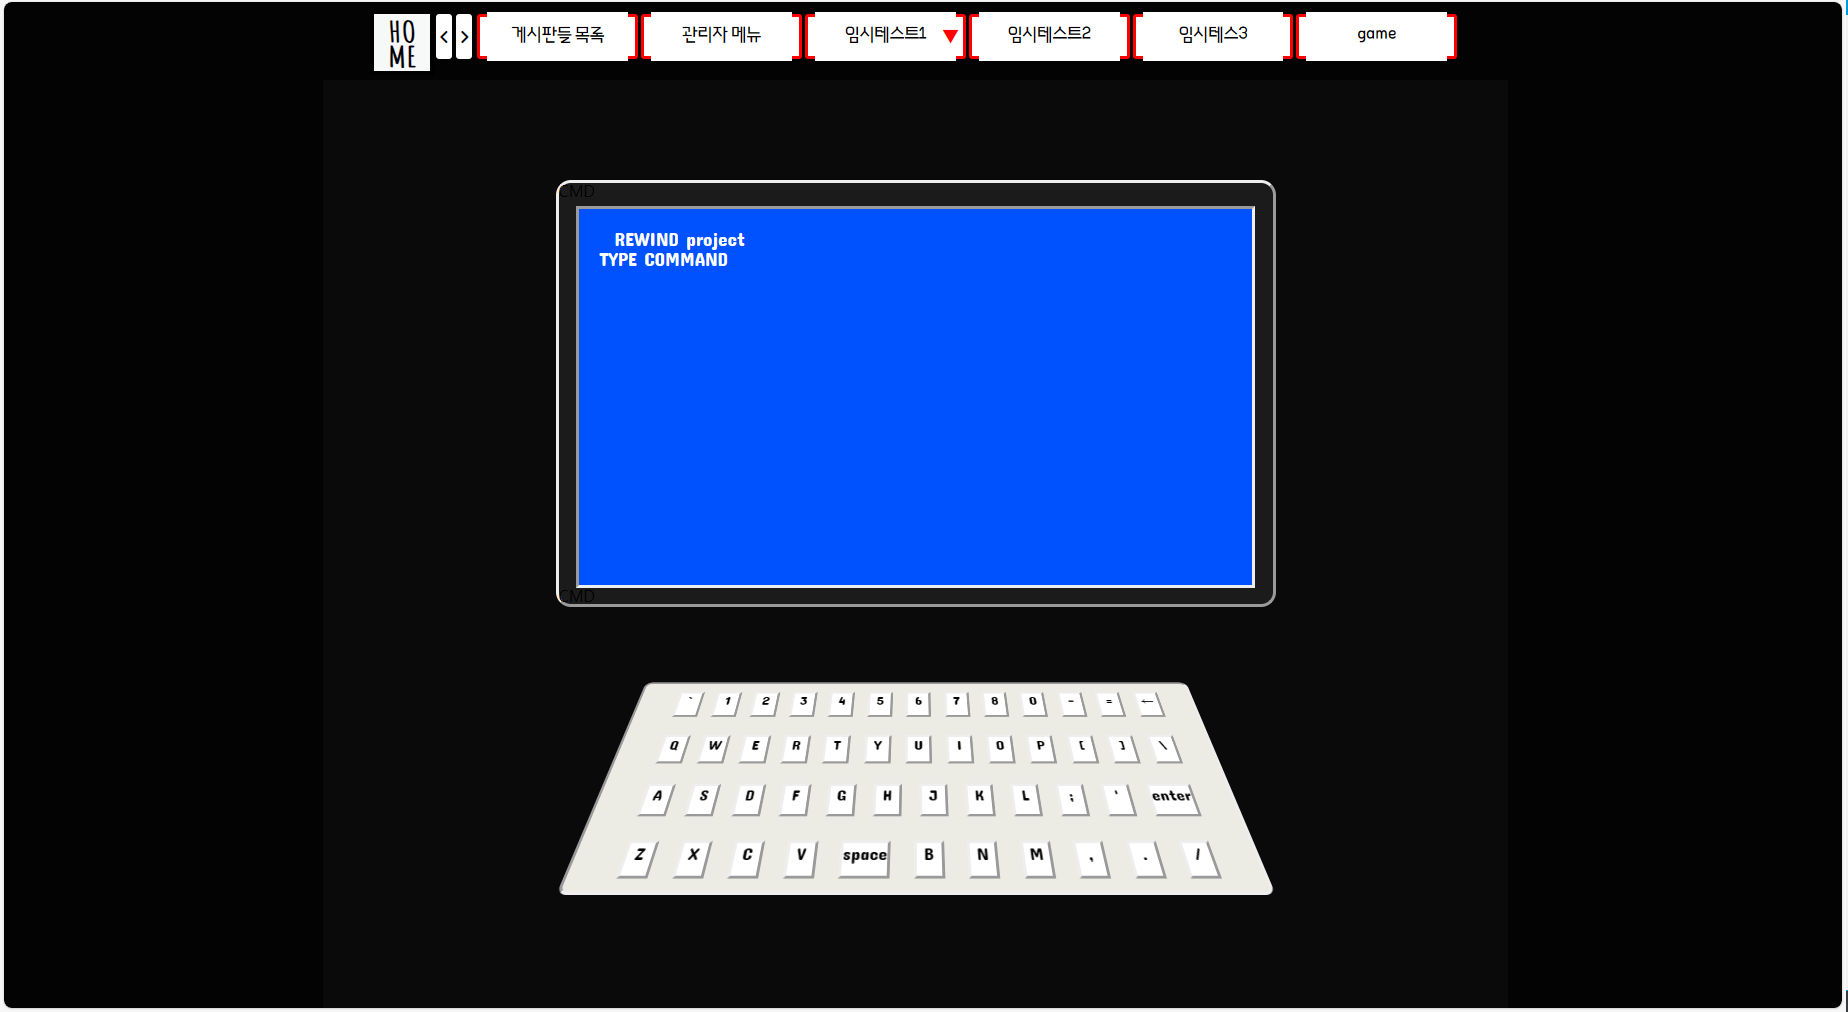 HO
ME
< > 게시판들 목록 관리자 메뉴 임시테스트1 ▼ 임시테스트2 임시테스3 game
CMD
REWIND project
TYPE COMMAND
CMD
` 1 2 3 4 5 6 7 8 0 - = ←
Q W E R T Y U I O P [ ] \
A S D F G H J K L ; ' enter
Z X C V space B N M , . /